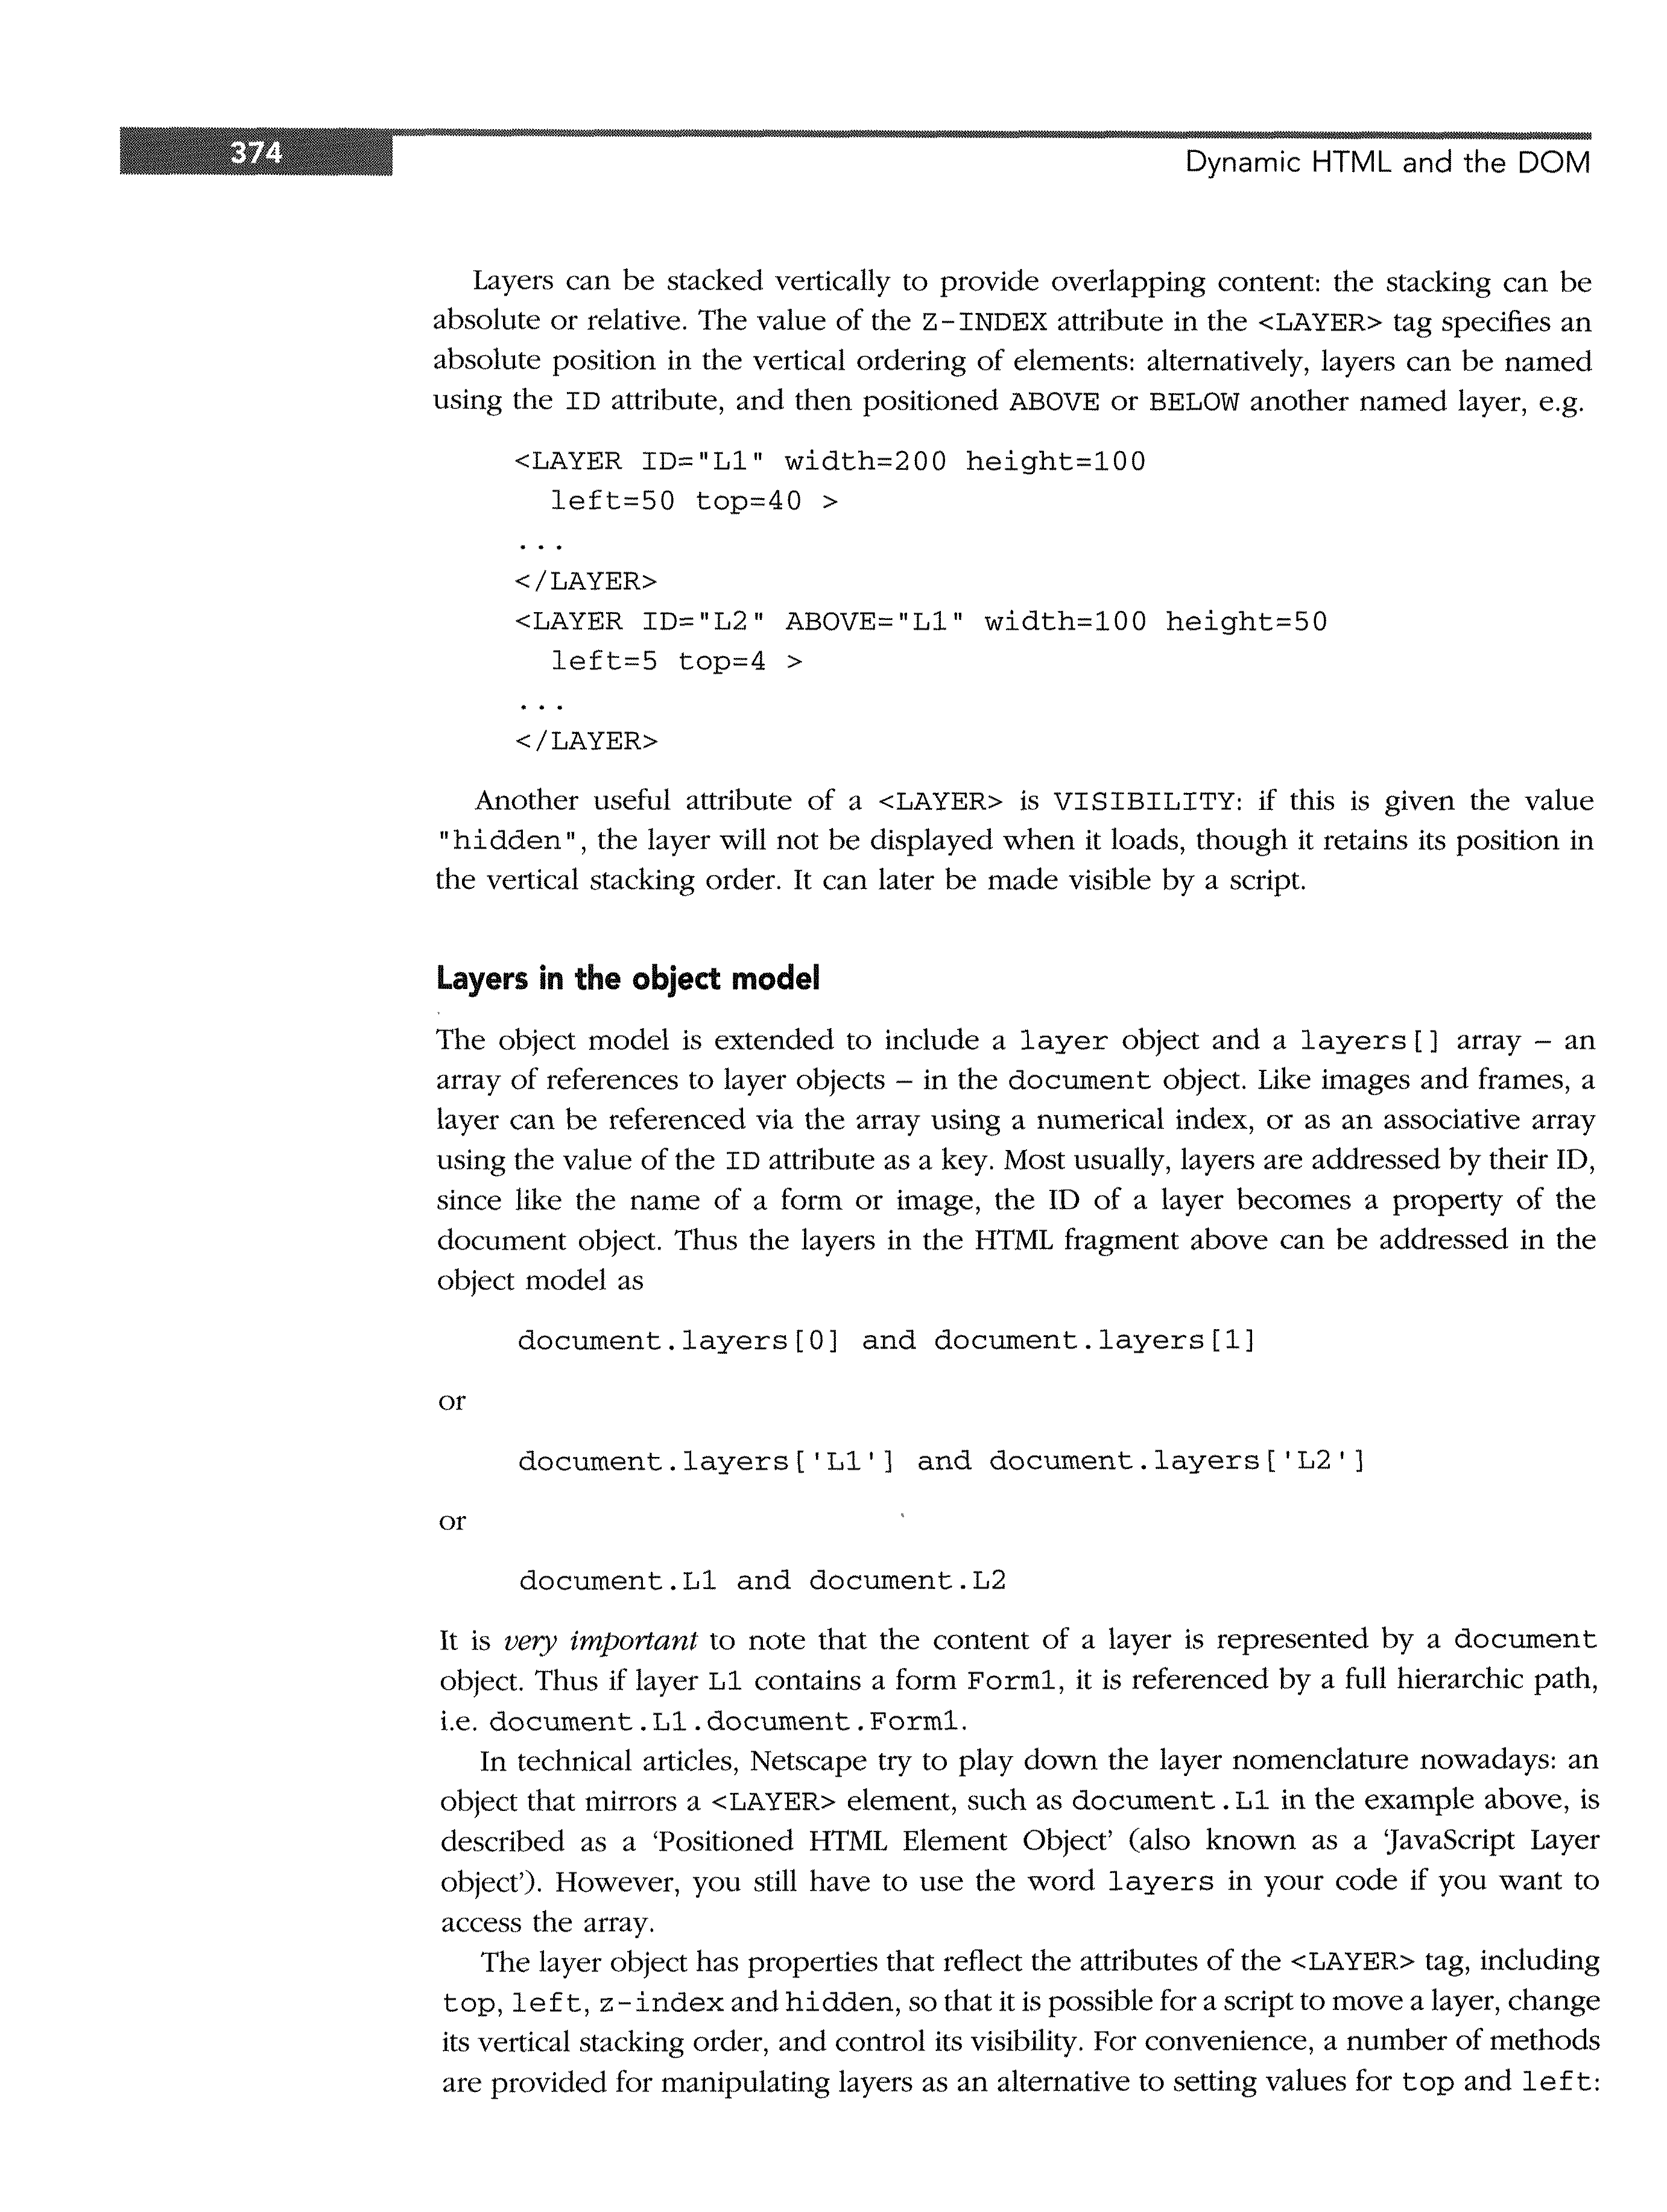 374
Dynamic HTML and the DOM
Layers can be stacked vertically to provide overlapping content: the stacking can be
absolute or relative. The value of the Z-INDEX attribute in the <LAYER> tag specifies an
absolute position in the vertical ordering of elements: alternatively, layers can be named
using the ID attribute, and then positioned ABOVE or BELOW another named layer, e.g.
<LAYER ID="L1" width=200 height=100
left=50 top=40 >
...
</LAYER>
<LAYER ID="L2" ABOVE="L1" width=100 height=50
left=5 top=4 >
...
</LAYER>
Another useful attribute of a <LAYER> is VISIBILITY: if this is given the value
"hidden", the layer will not be displayed when it loads, though it retains its position in
the vertical stacking order. It can later be made visible by a script.
Layers in the object model
The object model is extended to include a layer object and a layers[] array – an
array of references to layer objects – in the document object. Like images and frames, a
layer can be referenced via the array using a numerical index, or as an associative array
using the value of the ID attribute as a key. Most usually, layers are addressed by their ID,
since like the name of a form or image, the ID of a layer becomes a property of the
document object. Thus the layers in the HTML fragment above can be addressed in the
object model as
document.layers[0] and document.layers[1]
or
document.layers['L1'] and document.layers['L2']
or
document.L1 and document.L2
It is very important to note that the content of a layer is represented by a document
object. Thus if layer L1 contains a form Form1, it is referenced by a full hierarchic path,
i.e. document.L1.document.Form1.
In technical articles, Netscape try to play down the layer nomenclature nowadays: an
object that mirrors a <LAYER> element, such as document.L1 in the example above, is
described as a ‘Positioned HTML Element Object’ (also known as a ‘JavaScript Layer
object’). However, you still have to use the word layers in your code if you want to
access the array.
The layer object has properties that reflect the attributes of the <LAYER> tag, including
top, left, z-index and hidden, so that it is possible for a script to move a layer, change
its vertical stacking order, and control its visibility. For convenience, a number of methods
are provided for manipulating layers as an alternative to setting values for top and left: